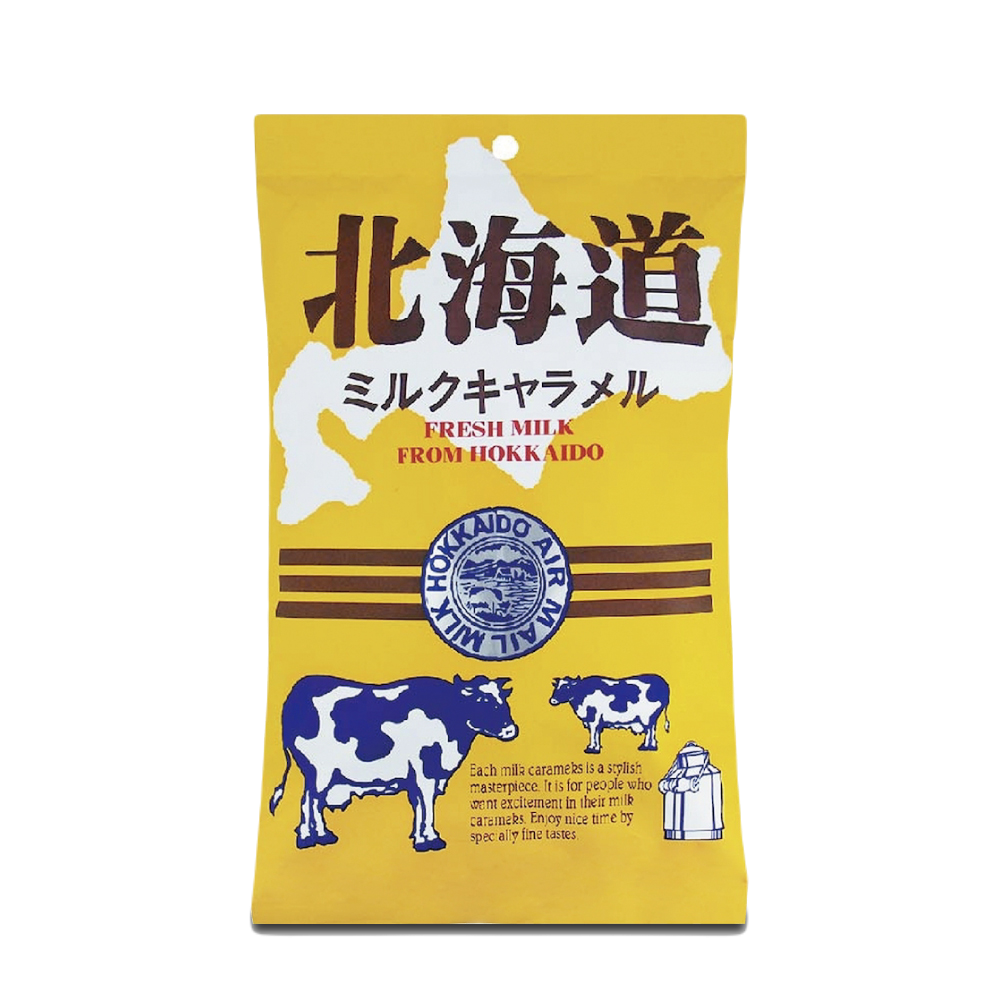 北海道
ミルクキャラメル
FRESH MILK
FROM HOKKAIDO
HOKKAIDO AIR MAIL MILK
Each milk carameks is a stylish
masterpiece. It is for people who
want excitement in their milk
carameks. Enjoy nice time by
specially fine tastes.